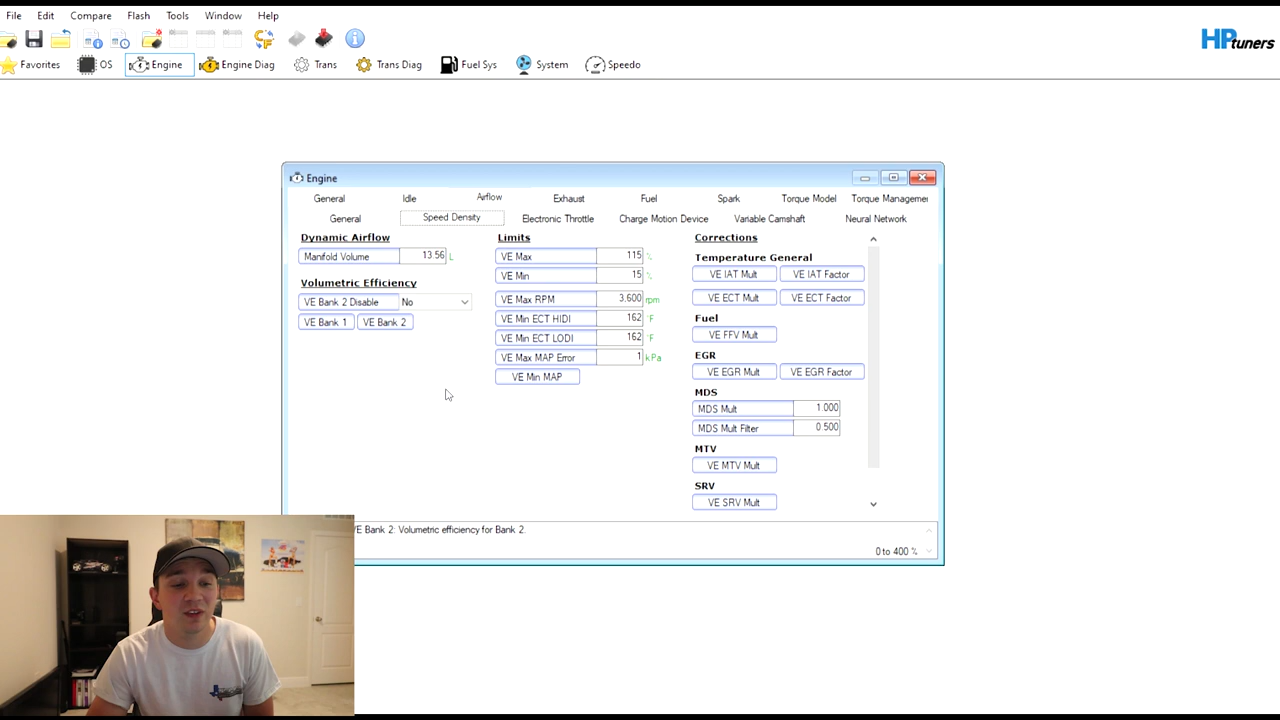 File Edit Compare Flash Tools Window Help
HPtuners
Favorites OS Engine Engine Diag Trans Trans Diag Fuel Sys System Speedo
Engine
General Idle Airflow Exhaust Fuel Spark Torque Model Torque Managemer
General Speed Density Electronic Throttle Charge Motion Device Variable Camshaft Neural Network
Dynamic Airflow Limits Corrections
Manifold Volume 13.56 L VE Max 115 % Temperature General
VE Min 15 % VE IAT Mult VE IAT Factor
Volumetric Efficiency
VE Bank 2 Disable No VE Max RPM 3,600 rpm VE ECT Mult VE ECT Factor
VE Bank 1 VE Bank 2 VE Min ECT HIDI 162 °F Fuel
VE Min ECT LODI 162 °F VE FFV Mult
VE Max MAP Error 1 kPa EGR
VE Min MAP VE EGR Mult VE EGR Factor
MDS
MDS Mult 1.000
MDS Mult Filter 0.500
MTV
VE MTV Mult
SRV
VE SRV Mult
VE Bank 2: Volumetric efficiency for Bank 2.
0 to 400 %